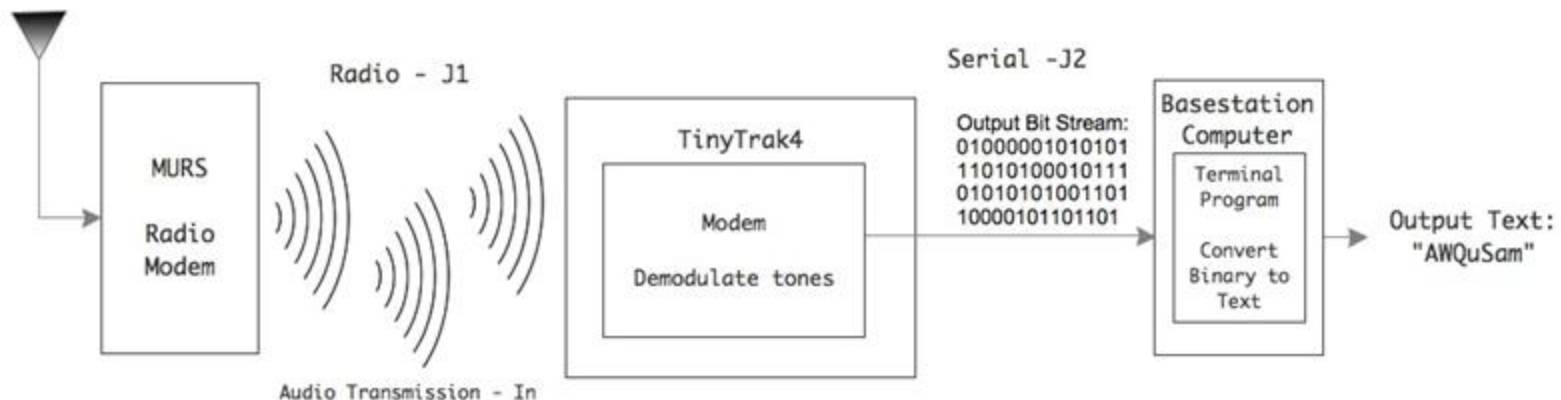 Radio - J1
MURS
Radio
Modem
Audio Transmission - In
TinyTrak4
Modem
Demodulate tones
Serial -J2
Output Bit Stream:
01000001010101
11010100010111
01010101001101
10000101101101
Basestation
Computer
Terminal
Program
Convert
Binary to
Text
Output Text:
"AWQuSam"